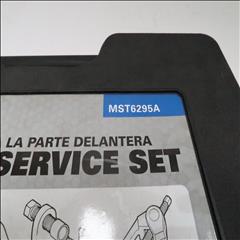 MST6295A
LA PARTE DELANTERA
SERVICE SET